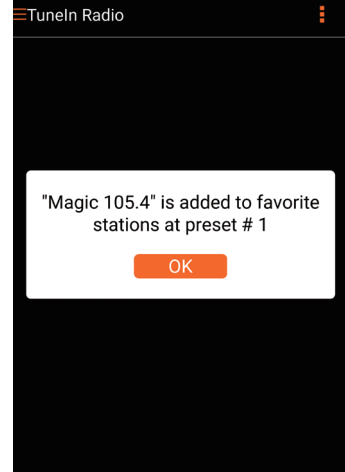 TuneIn Radio
"Magic 105.4" is added to favorite
stations at preset # 1
OK